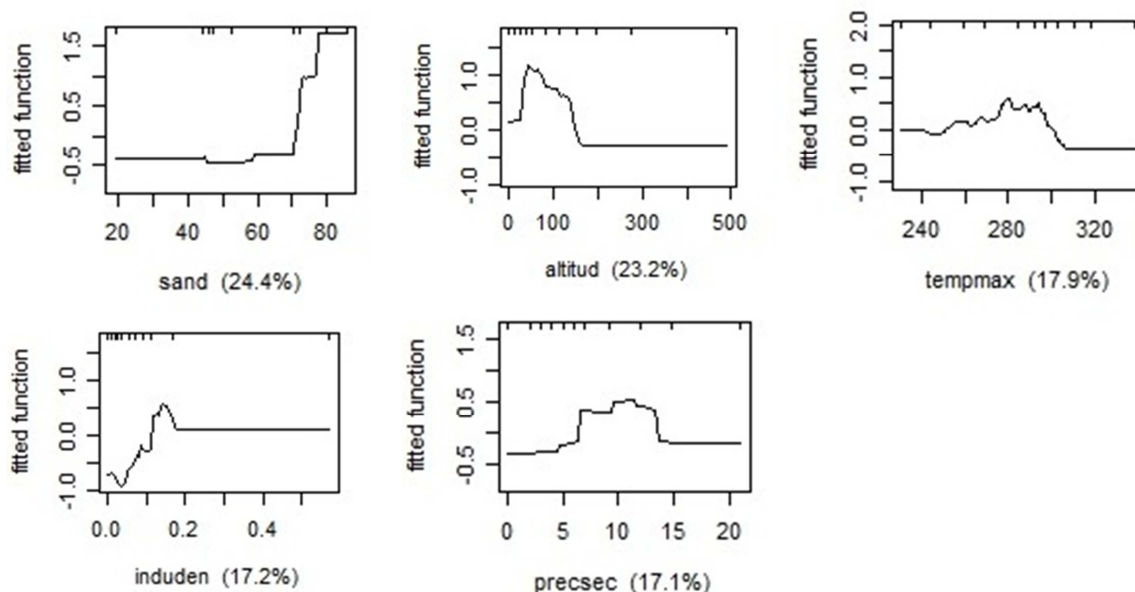 fitted function
-0.5 0.5 1.5
20 40 60 80
sand (24.4%)
fitted function
-1.0 0.0 1.0
0 100 300 500
altitud (23.2%)
fitted function
-1.0 0.0 1.0 2.0
240 280 320
tempmax (17.9%)
fitted function
-1.0 0.0 1.0
0.0 0.2 0.4
induden (17.2%)
fitted function
-0.5 0.5 1.5
0 5 10 15 20
precsec (17.1%)